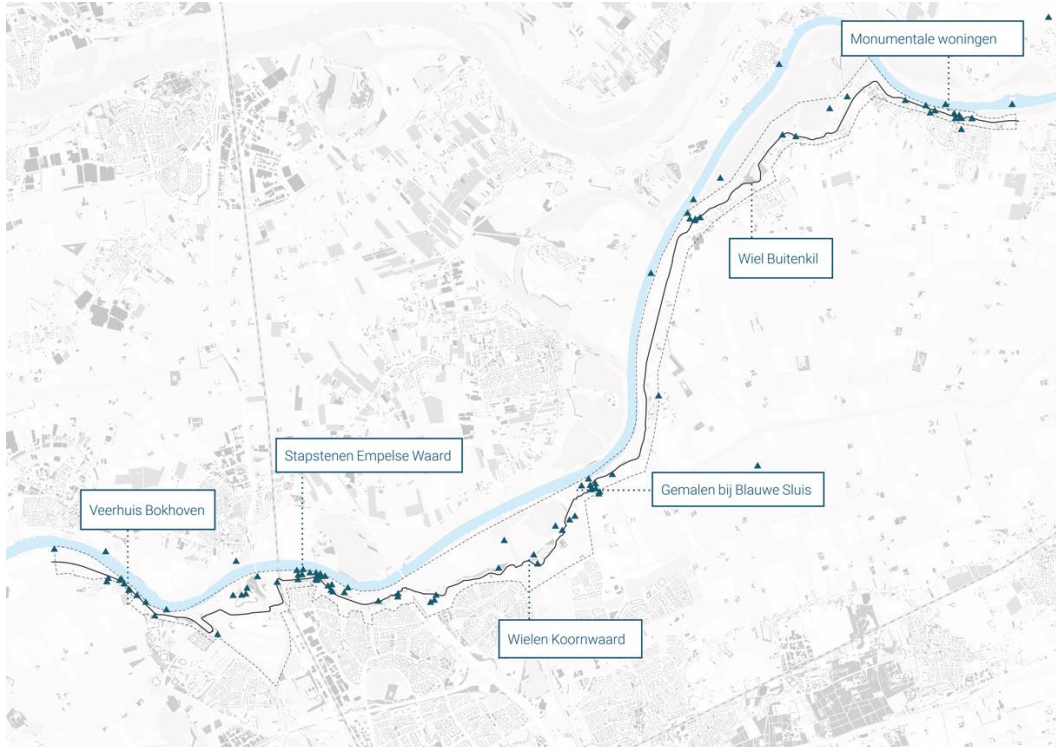 Monumentale woningen
Wiel Buitenkil
Stapstenen Empelse Waard
Gemalen bij Blauwe Sluis
Veerhuis Bokhoven
Wielen Koornwaard